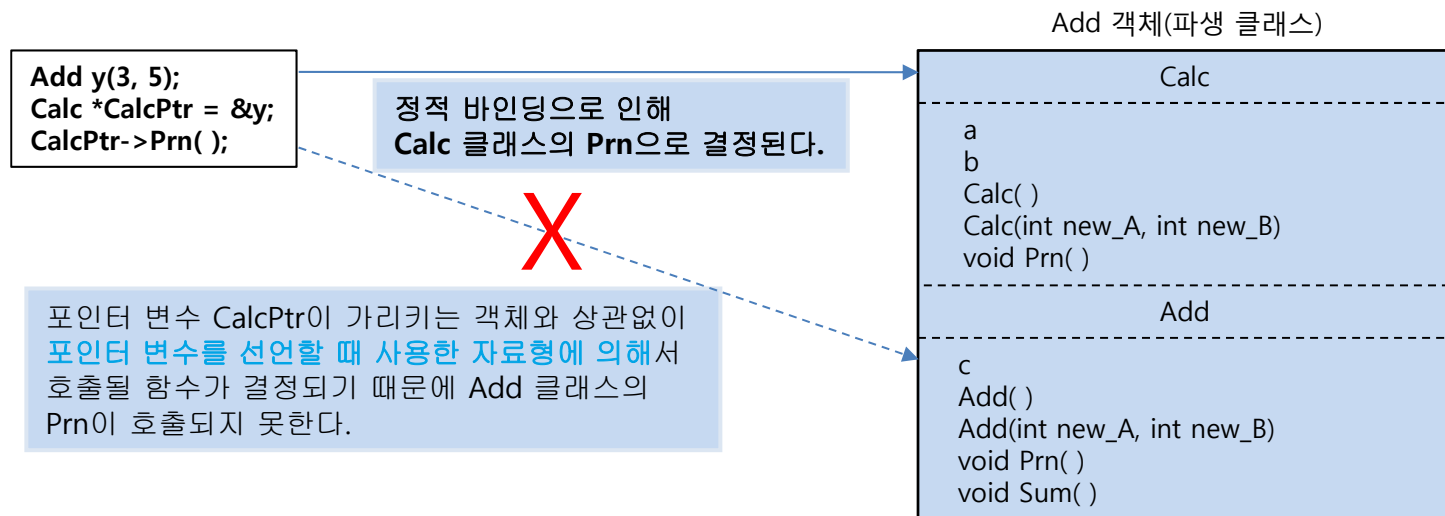 Add 객체(파생 클래스)
Add y(3, 5);
Calc *CalcPtr = &y;
CalcPtr->Prn( );
정적 바인딩으로 인해
Calc 클래스의 Prn으로 결정된다.
X
포인터 변수 CalcPtr이 가리키는 객체와 상관없이
포인터 변수를 선언할 때 사용한 자료형에 의해서
호출될 함수가 결정되기 때문에 Add 클래스의
Prn이 호출되지 못한다.
Calc
a
b
Calc( )
Calc(int new_A, int new_B)
void Prn( )
Add
c
Add( )
Add(int new_A, int new_B)
void Prn( )
void Sum( )